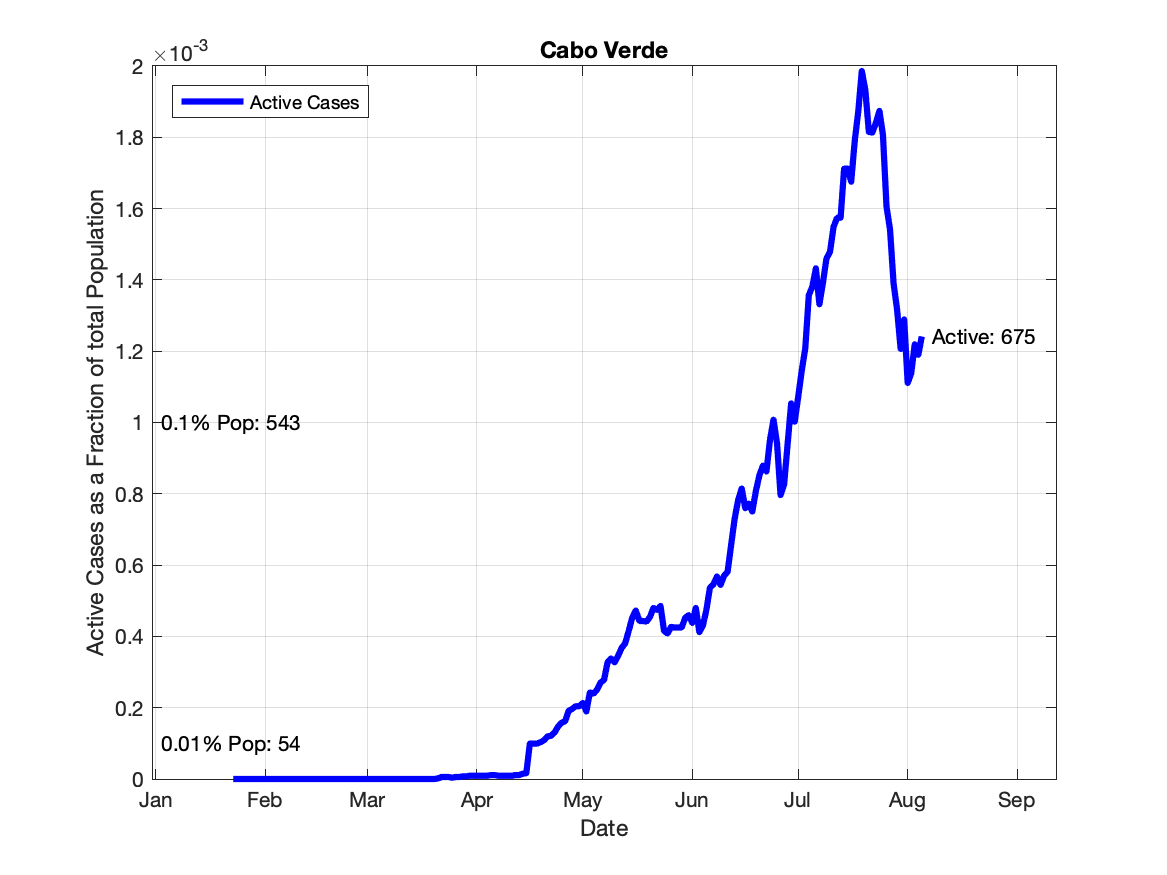 Cabo Verde
×10-3
Active Cases
2
1.8
1.6
1.4
1.2
1
0.8
0.6
0.4
0.2
0
Active Cases as a Fraction of total Population
Active: 675
0.1% Pop: 543
0.01% Pop: 54
Jan Feb Mar Apr May Jun Jul Aug Sep
Date